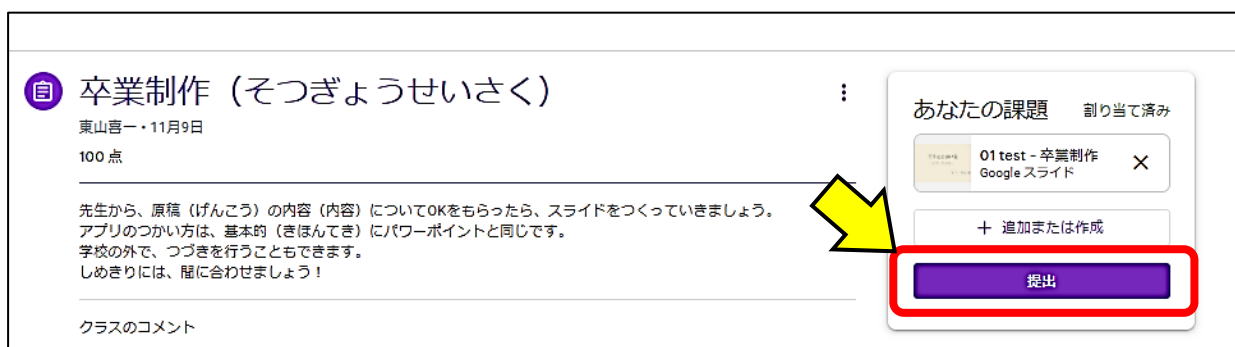 卒業制作（そつぎょうせいさく）
東山喜一・11月9日
100 点
先生から、原稿（げんこう）の内容（内容）についてOKをもらったら、スライドをつくっていきましょう。
アプリのつかい方は、基本的（きほんてき）にパワーポイントと同じです。
学校の外で、つづきを行うこともできます。
しめきりには、間に合わせましょう！
クラスのコメント
あなたの課題 割り当て済み
01 test - 卒業制作
Google スライド
＋ 追加または作成
提出